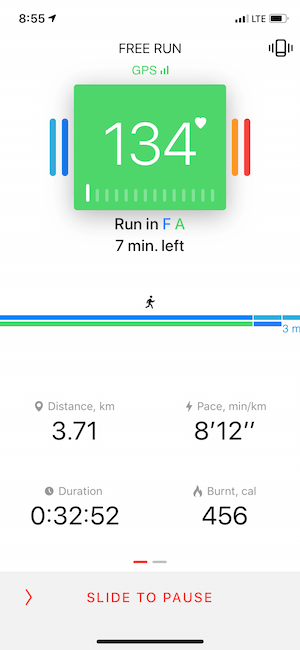 8:55 LTE
FREE RUN
GPS
134
Run in F A
7 min. left
3 m
Distance, km Pace, min/km
3.71 8’12’’
Duration Burnt, cal
0:32:52 456
SLIDE TO PAUSE